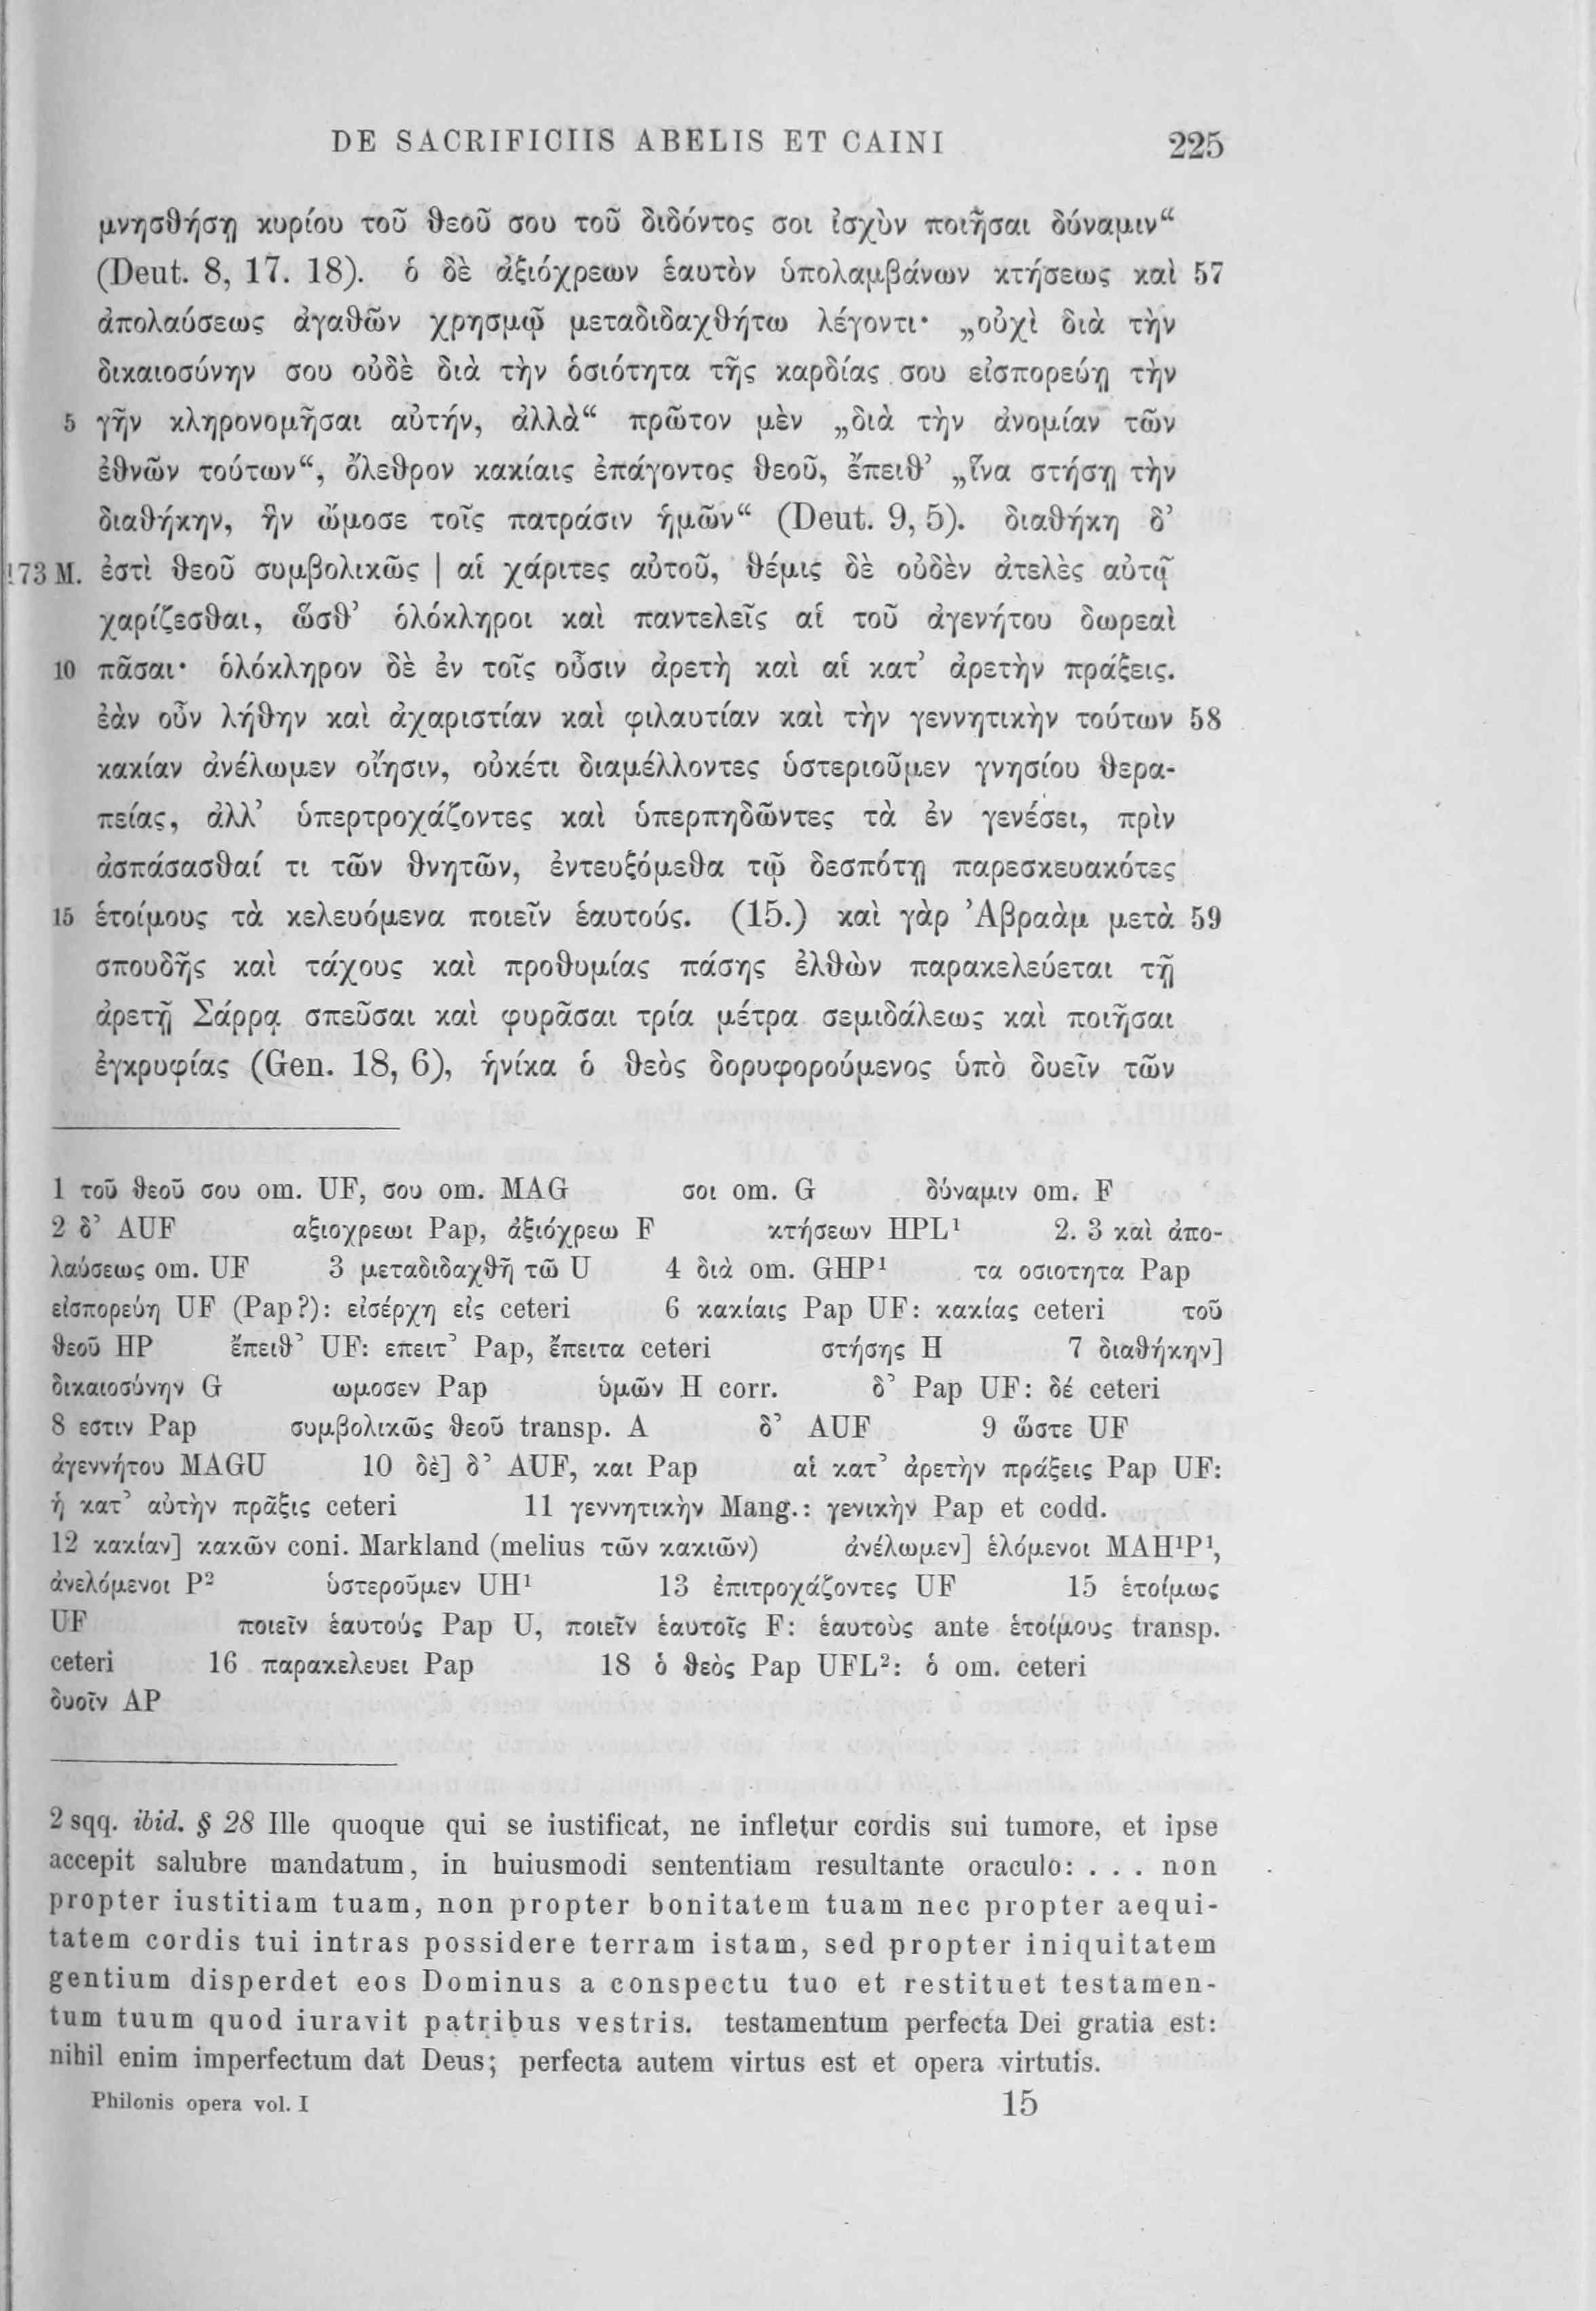 DE SACRIFICIIS ABELIS ET CAINI 225
μνησθήσῃ κυρίου τοῦ θεοῦ σου τοῦ διδόντος σοι ἰσχὺν ποιῆσαι δύναμιν“
(Deut. 8, 17. 18). ὁ δὲ ἀξιόχρεων ἑαυτὸν ὑπολαμβάνων κτήσεως καὶ 57
ἀπολαύσεως ἀγαθῶν χρησμῷ μεταδιδαχθήτω λέγοντι· „οὐχὶ διὰ τὴν
δικαιοσύνην σου οὐδὲ διὰ τὴν ὁσιότητα τῆς καρδίας σου εἰσπορεύῃ τὴν
5 γῆν κληρονομῆσαι αὐτήν, ἀλλὰ“ πρῶτον μὲν „διὰ τὴν ἀνομίαν τῶν
ἐθνῶν τούτων“, ὄλεθρον κακίαις ἐπάγοντος θεοῦ, ἔπειθ’ „ἵνα στήσῃ τὴν
διαθήκην, ἣν ὤμοσε τοῖς πατράσιν ἡμῶν“ (Deut. 9, 5). διαθήκη δ’
173 M. ἐστὶ θεοῦ συμβολικῶς | αἱ χάριτες αὐτοῦ, θέμις δὲ οὐδὲν ἀτελὲς αὐτῷ
χαρίζεσθαι, ὥσθ’ ὁλόκληροι καὶ παντελεῖς αἱ τοῦ ἀγενήτου δωρεαὶ
10 πᾶσαι· ὁλόκληρον δὲ ἐν τοῖς οὖσιν ἀρετὴ καὶ αἱ κατ’ ἀρετὴν πράξεις.
ἐὰν οὖν λήθην καὶ ἀχαριστίαν καὶ φιλαυτίαν καὶ τὴν γεννητικὴν τούτων 58
κακίαν ἀνέλωμεν οἴησιν, οὐκέτι διαμέλλοντες ὑστεριοῦμεν γνησίου θερα-
πείας, ἀλλ’ ὑπερτροχάζοντες καὶ ὑπερπηδῶντες τὰ ἐν γενέσει, πρὶν
ἀσπάσασθαί τι τῶν θνητῶν, ἐντευξόμεθα τῷ δεσπότῃ παρεσκευακότες
15 ἑτοίμους τὰ κελευόμενα ποιεῖν ἑαυτούς. (15.) καὶ γὰρ Ἀβραὰμ μετὰ 59
σπουδῆς καὶ τάχους καὶ προθυμίας πάσης ἐλθὼν παρακελεύεται τῇ
ἀρετῇ Σάρρᾳ σπεῦσαι καὶ φυρᾶσαι τρία μέτρα σεμιδάλεως καὶ ποιῆσαι
ἐγκρυφίας (Gen. 18, 6), ἡνίκα ὁ θεὸς δορυφορούμενος ὑπὸ δυεῖν τῶν
1 τοῦ θεοῦ σου om. UF, σου om. MAG σοι om. G δύναμιν om. F
2 δ’ AUF αξιοχρεωι Pap, ἀξιόχρεω F κτήσεων HPL¹ 2. 3 καὶ ἀπο-
λαύσεως om. UF 3 μεταδιδαχθῆ τῶ U 4 διὰ om. GHP¹ τα οσιοτητα Pap
εἰσπορεύη UF (Pap?): εἰσέρχη εἰς ceteri 6 κακίαις Pap UF: κακίας ceteri τοῦ
θεοῦ HP ἔπειθ’ UF: επειτ’ Pap, ἔπειτα ceteri στήσης H 7 διαθήκην]
δικαιοσύνην G ωμοσεν Pap ὑμῶν H corr. δ’ Pap UF: δέ ceteri
8 εστιν Pap συμβολικῶς θεοῦ transp. A δ’ AUF 9 ὥστε UF
ἀγεννήτου MAGU 10 δὲ] δ’ AUF, και Pap αἱ κατ’ ἀρετὴν πράξεις Pap UF:
ἡ κατ’ αὐτὴν πρᾶξις ceteri 11 γεννητικὴν Mang.: γενικὴν Pap et codd.
12 κακίαν] κακῶν coni. Markland (melius τῶν κακιῶν) ἀνέλωμεν] ἑλόμενοι MAH¹P¹,
ἀνελόμενοι P² ὑστεροῦμεν UH¹ 13 ἐπιτροχάζοντες UF 15 ἑτοίμως
UF ποιεῖν ἑαυτούς Pap U, ποιεῖν ἑαυτοῖς F: ἑαυτοὺς ante ἑτοίμους transp.
ceteri 16 παρακελευει Pap 18 ὁ θεὸς Pap UFL²: ὁ om. ceteri
δυοῖν AP
2 sqq. ibid. § 28 Ille quoque qui se iustificat, ne infletur cordis sui tumore, et ipse
accepit salubre mandatum, in huiusmodi sententiam resultante oraculo: . . . non
propter iustitiam tuam, non propter bonitatem tuam nec propter aequi-
tatem cordis tui intras possidere terram istam, sed propter iniquitatem
gentium disperdet eos Dominus a conspectu tuo et restituet testamen-
tum tuum quod iuravit patribus vestris. testamentum perfecta Dei gratia est:
nihil enim imperfectum dat Deus; perfecta autem virtus est et opera virtutis.
Philonis opera vol. I 15